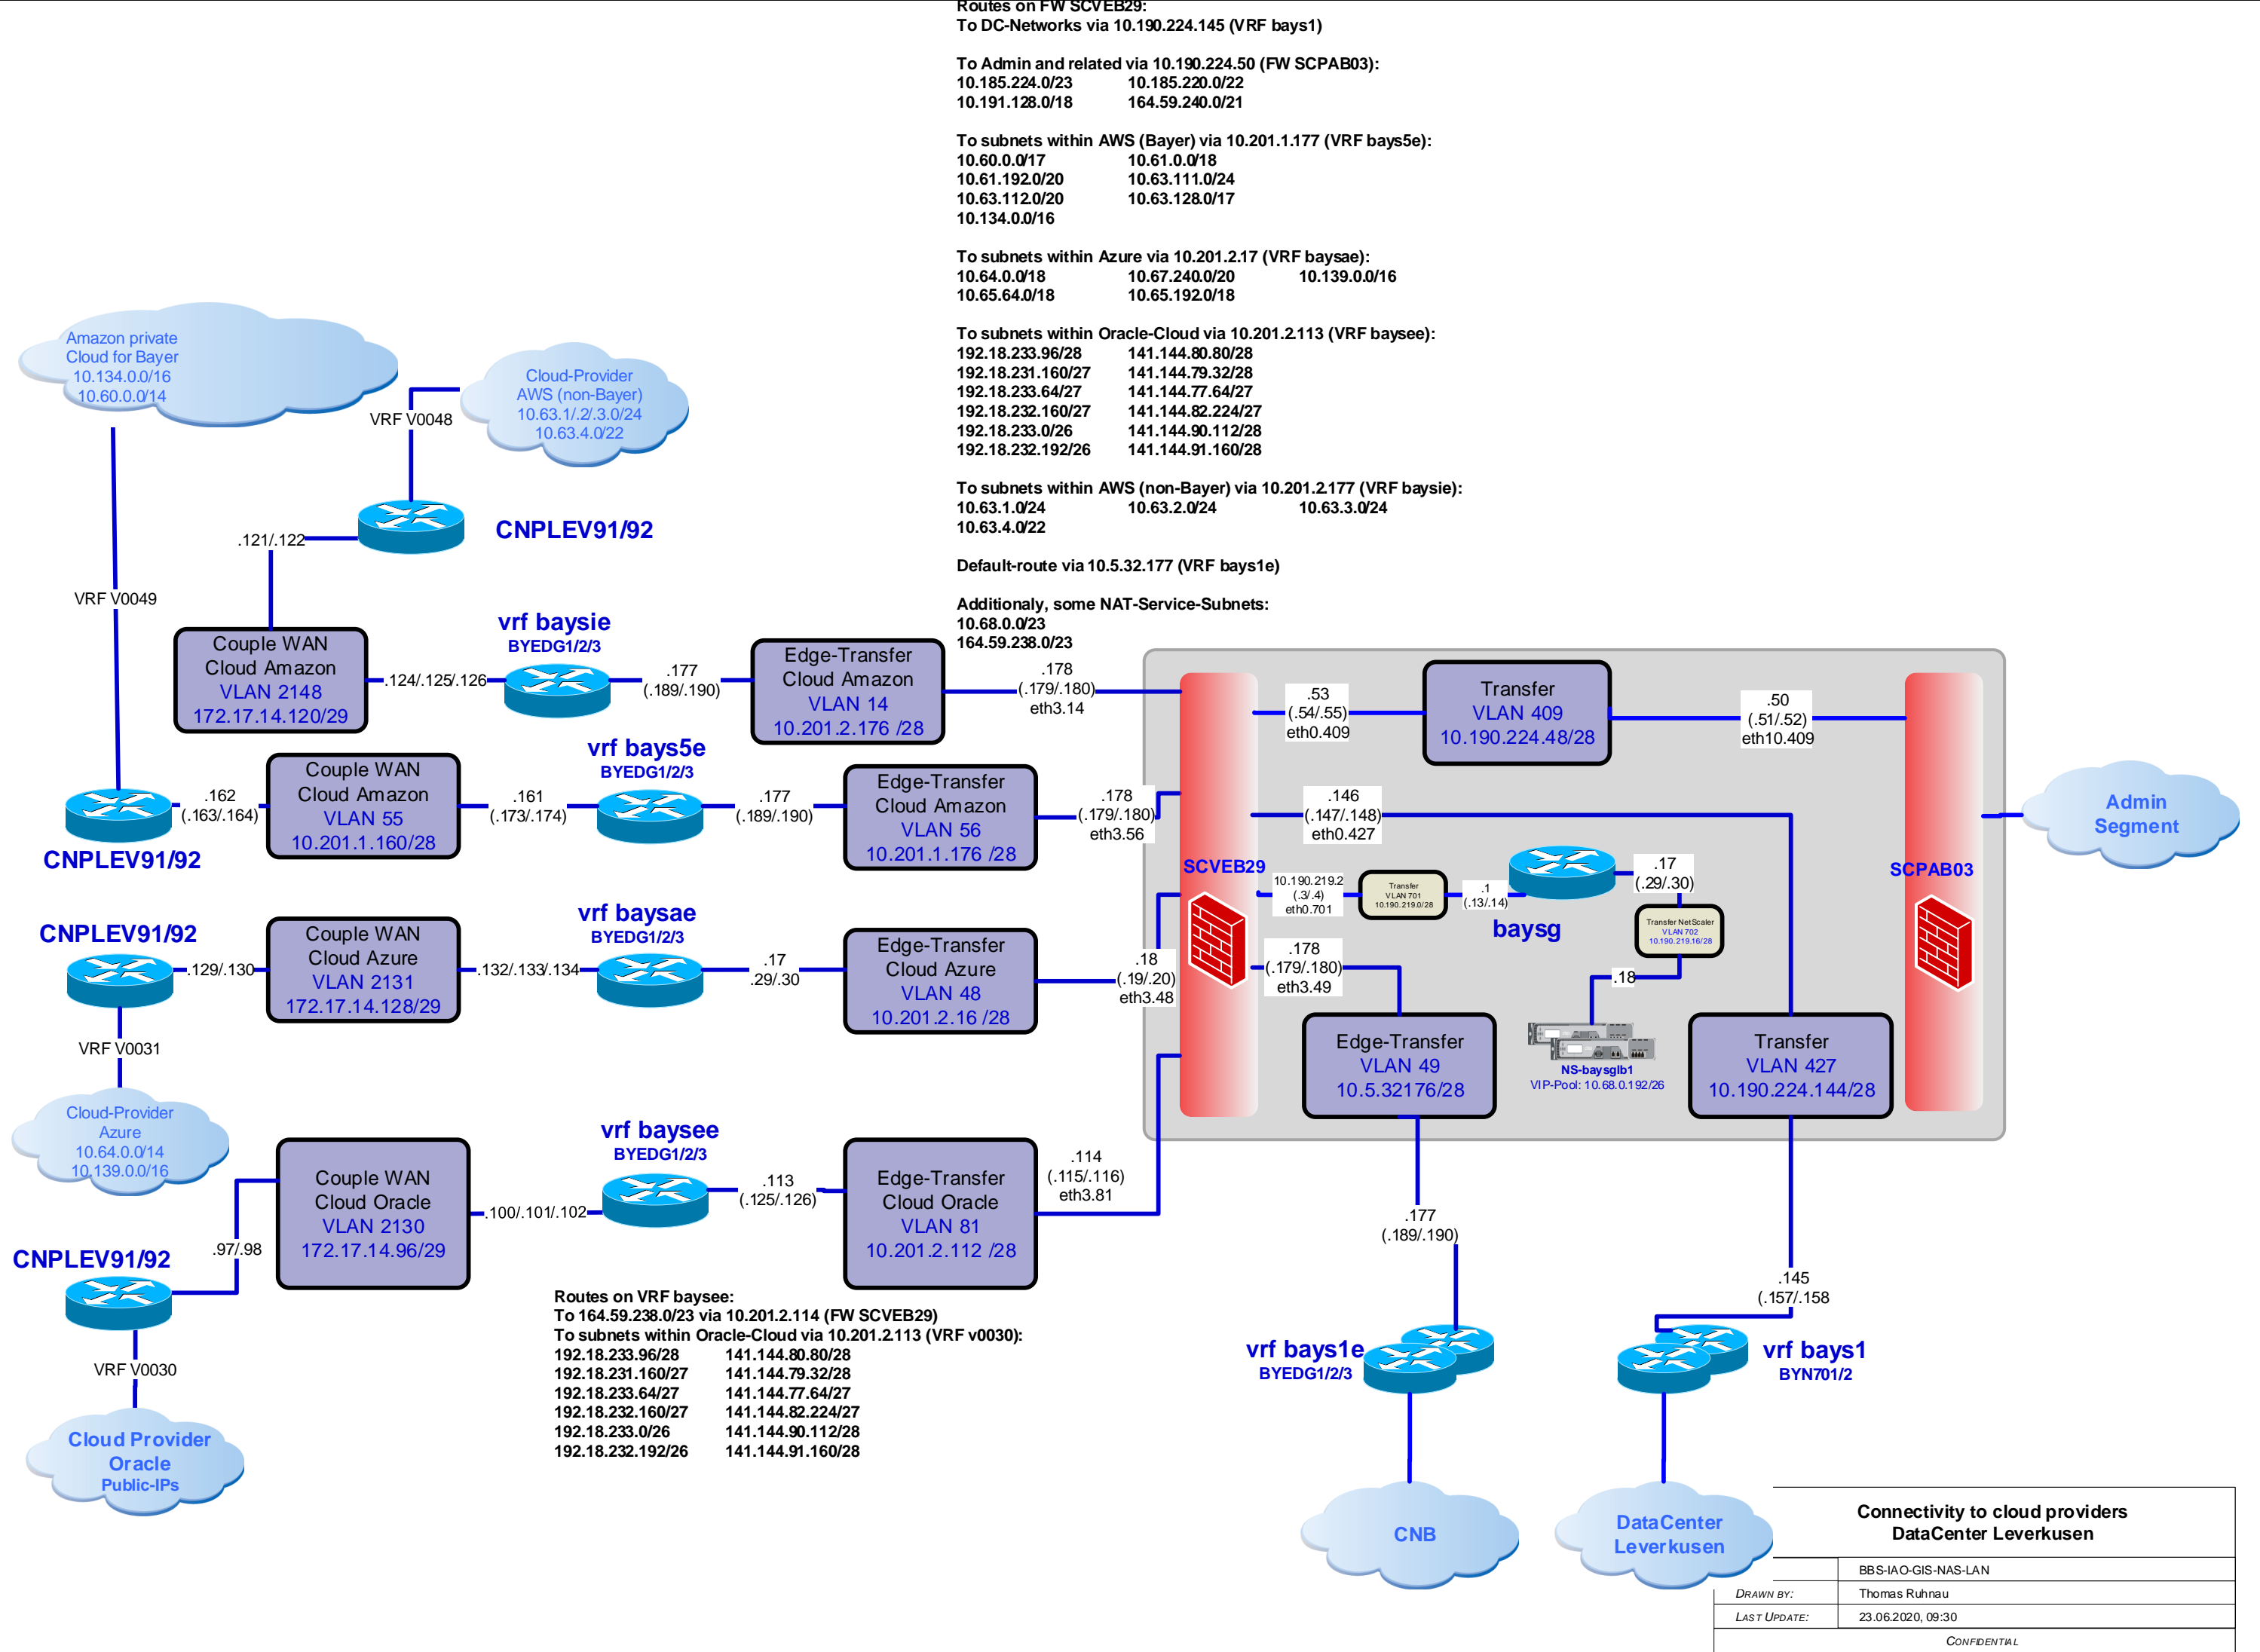 Routes on FW SCVEB29:
To DC-Networks via 10.190.224.145 (VRF bays1)
To Admin and related via 10.190.224.50 (FW SCPAB03):
10.185.224.0/23 10.185.220.0/22
10.191.128.0/18 164.59.240.0/21
To subnets within AWS (Bayer) via 10.201.1.177 (VRF bays5e):
10.60.0.0/17 10.61.0.0/18
10.61.192.0/20 10.63.111.0/24
10.63.112.0/20 10.63.128.0/17
10.134.0.0/16
To subnets within Azure via 10.201.2.17 (VRF baysae):
10.64.0.0/18 10.67.240.0/20 10.139.0.0/16
10.65.64.0/18 10.65.192.0/18
To subnets within Oracle-Cloud via 10.201.2.113 (VRF baysee):
192.18.233.96/28 141.144.80.80/28
192.18.231.160/27 141.144.79.32/28
192.18.233.64/27 141.144.77.64/27
192.18.232.160/27 141.144.82.224/27
192.18.233.0/26 141.144.90.112/28
192.18.232.192/26 141.144.91.160/28
To subnets within AWS (non-Bayer) via 10.201.2.177 (VRF baysie):
10.63.1.0/24 10.63.2.0/24 10.63.3.0/24
10.63.4.0/22
Default-route via 10.5.32.177 (VRF bays1e)
Additionaly, some NAT-Service-Subnets:
10.68.0.0/23
164.59.238.0/23
Amazon private
Cloud for Bayer
10.134.0.0/16
10.60.0.0/14
Cloud-Provider
AWS (non-Bayer)
10.63.1/.2/.3.0/24
10.63.4.0/22
VRF V0048
CNPLEV91/92
.121/.122
VRF V0049
Couple WAN
Cloud Amazon
VLAN 2148
172.17.14.120/29
.124/.125/.126
vrf baysie
BYEDG1/2/3
.177
(.189/.190)
Edge-Transfer
Cloud Amazon
VLAN 14
10.201.2.176 /28
.178
(.179/.180)
eth3.14
CNPLEV91/92
.162
(.163/.164)
Couple WAN
Cloud Amazon
VLAN 55
10.201.1.160/28
.161
(.173/.174)
vrf bays5e
BYEDG1/2/3
.177
(.189/.190)
Edge-Transfer
Cloud Amazon
VLAN 56
10.201.1.176 /28
.178
(.179/.180)
eth3.56
CNPLEV91/92
.129/.130
Couple WAN
Cloud Azure
VLAN 2131
172.17.14.128/29
.132/.133/.134
vrf baysae
BYEDG1/2/3
.17
.29/.30
Edge-Transfer
Cloud Azure
VLAN 48
10.201.2.16 /28
.18
(.19/.20)
eth3.48
VRF V0031
Cloud-Provider
Azure
10.64.0.0/14
10.139.0.0/16
Couple WAN
Cloud Oracle
VLAN 2130
172.17.14.96/29
.100/.101/.102
vrf baysee
BYEDG1/2/3
.113
(.125/.126)
Edge-Transfer
Cloud Oracle
VLAN 81
10.201.2.112 /28
.114
(.115/.116)
eth3.81
.97/.98
CNPLEV91/92
VRF V0030
Cloud Provider
Oracle
Public-IPs
Routes on VRF baysee:
To 164.59.238.0/23 via 10.201.2.114 (FW SCVEB29)
To subnets within Oracle-Cloud via 10.201.2.113 (VRF v0030):
192.18.233.96/28 141.144.80.80/28
192.18.231.160/27 141.144.79.32/28
192.18.233.64/27 141.144.77.64/27
192.18.232.160/27 141.144.82.224/27
192.18.233.0/26 141.144.90.112/28
192.18.232.192/26 141.144.91.160/28
SCVEB29
.53
(.54/.55)
eth0.409
Transfer
VLAN 409
10.190.224.48/28
.50
(.51/.52)
eth10.409
SCPAB03
Admin
Segment
.146
(.147/.148)
eth0.427
10.190.219.2
(.3/.4)
eth0.701
Transfer
VLAN 701
10.190.219.0/28
.1
(.13/.14)
baysg
.17
(.29/.30)
Transfer NetScaler
VLAN 702
10.190.219.16/28
.18
NS-baysglb1
VIP-Pool: 10.68.0.192/26
.178
(.179/.180)
eth3.49
Edge-Transfer
VLAN 49
10.5.32176/28
Transfer
VLAN 427
10.190.224.144/28
.177
(.189/.190)
.145
(.157/.158
vrf bays1e
BYEDG1/2/3
vrf bays1
BYN701/2
CNB
DataCenter
Leverkusen
Connectivity to cloud providers
DataCenter Leverkusen
BBS-IAO-GIS-NAS-LAN
DRAWN BY: Thomas Ruhnau
LAST UPDATE: 23.06.2020, 09:30
CONFIDENTIAL